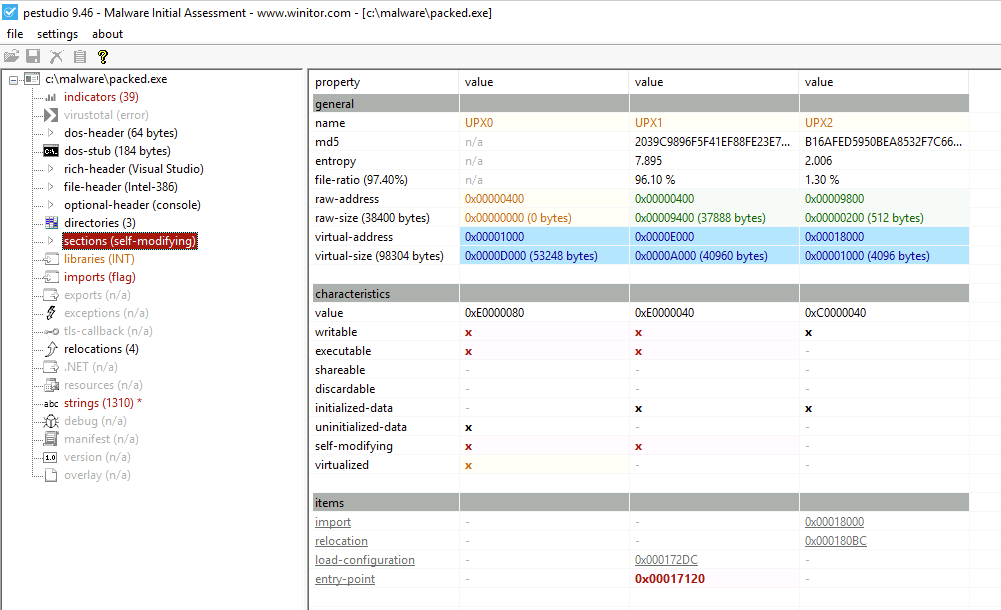 pestudio 9.46 - Malware Initial Assessment - www.winitor.com - [c:\malware\packed.exe]
file settings about
c:\malware\packed.exe
indicators (39)
virustotal (error)
dos-header (64 bytes)
dos-stub (184 bytes)
rich-header (Visual Studio)
file-header (Intel-386)
optional-header (console)
directories (3)
sections (self-modifying)
libraries (INT)
imports (flag)
exports (n/a)
exceptions (n/a)
tls-callback (n/a)
relocations (4)
.NET (n/a)
resources (n/a)
abc strings (1310) *
debug (n/a)
manifest (n/a)
1.0 version (n/a)
overlay (n/a)
property value value value
general
name UPX0 UPX1 UPX2
md5 n/a 2039C9896F5F41EF88FE23E7... B16AFED5950BEA8532F7C66...
entropy n/a 7.895 2.006
file-ratio (97.40%) n/a 96.10 % 1.30 %
raw-address 0x00000400 0x00000400 0x00009800
raw-size (38400 bytes) 0x00000000 (0 bytes) 0x00009400 (37888 bytes) 0x00000200 (512 bytes)
virtual-address 0x00001000 0x0000E000 0x00018000
virtual-size (98304 bytes) 0x0000D000 (53248 bytes) 0x0000A000 (40960 bytes) 0x00001000 (4096 bytes)
characteristics
value 0xE0000080 0xE0000040 0xC0000040
writable x x x
executable x x -
shareable - - -
discardable - - -
initialized-data - x x
uninitialized-data x - -
self-modifying x x -
virtualized x - -
items
import - - 0x00018000
relocation - - 0x000180BC
load-configuration - 0x000172DC -
entry-point - 0x00017120 -